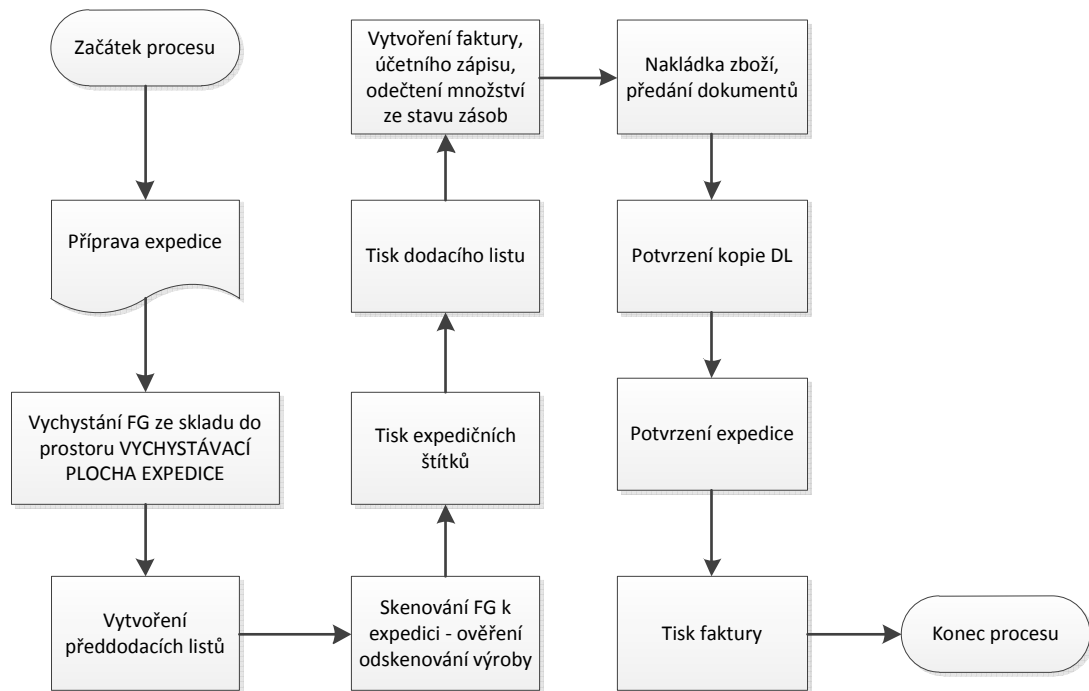 Začátek procesu
Příprava expedice
Vychystání FG ze skladu do
prostoru VYCHYSTÁVACÍ
PLOCHA EXPEDICE
Vytvoření
předdodacích listů
Skenování FG k
expedici - ověření
odskenování výroby
Tisk expedičních
štítků
Tisk dodacího listu
Vytvoření faktury,
účetního zápisu,
odečtení množství
ze stavu zásob
Nakládka zboží,
předání dokumentů
Potvrzení kopie DL
Potvrzení expedice
Tisk faktury
Konec procesu